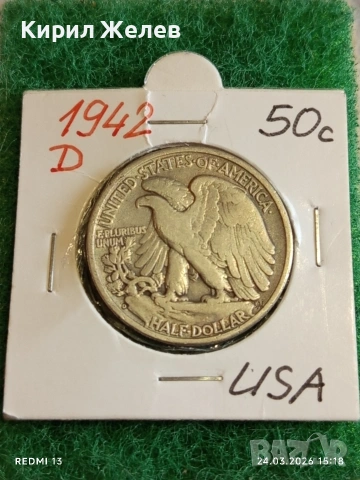 Кирил Желев
1942
D
50c
UNITED·STATES·OF·AMERICA
E PLURIBUS
UNUM
HALF·DOLLAR
USA
REDMI 13
24.03.2026 15:18
БАЗАР